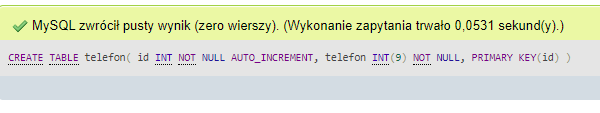 MySQL zwrócił pusty wynik (zero wierszy). (Wykonanie zapytania trwało 0,0531 sekund(y).)
CREATE TABLE telefon( id INT NOT NULL AUTO_INCREMENT, telefon INT(9) NOT NULL, PRIMARY KEY(id) )